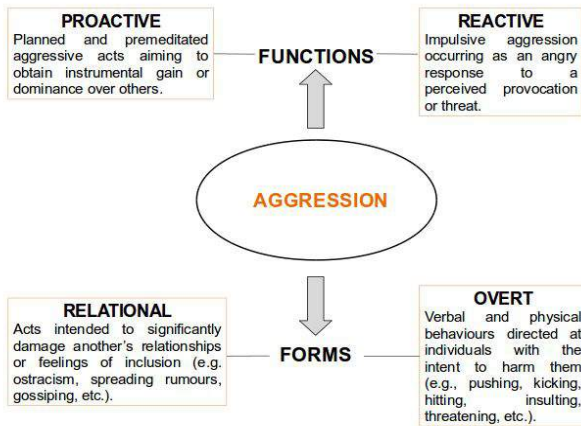 PROACTIVE
Planned and premeditated
aggressive acts aiming to
obtain instrumental gain or
dominance over others.
FUNCTIONS
REACTIVE
Impulsive aggression
occurring as an angry
response to a
perceived provocation
or threat.
AGGRESSION
RELATIONAL
Acts intended to significantly
damage another's relationships
or feelings of inclusion (e.g.
ostracism, spreading rumours,
gossiping, etc.).
FORMS
OVERT
Verbal and physical
behaviours directed at
individuals with the
intent to harm them
(e.g., pushing, kicking,
hitting, insulting,
threatening, etc.).